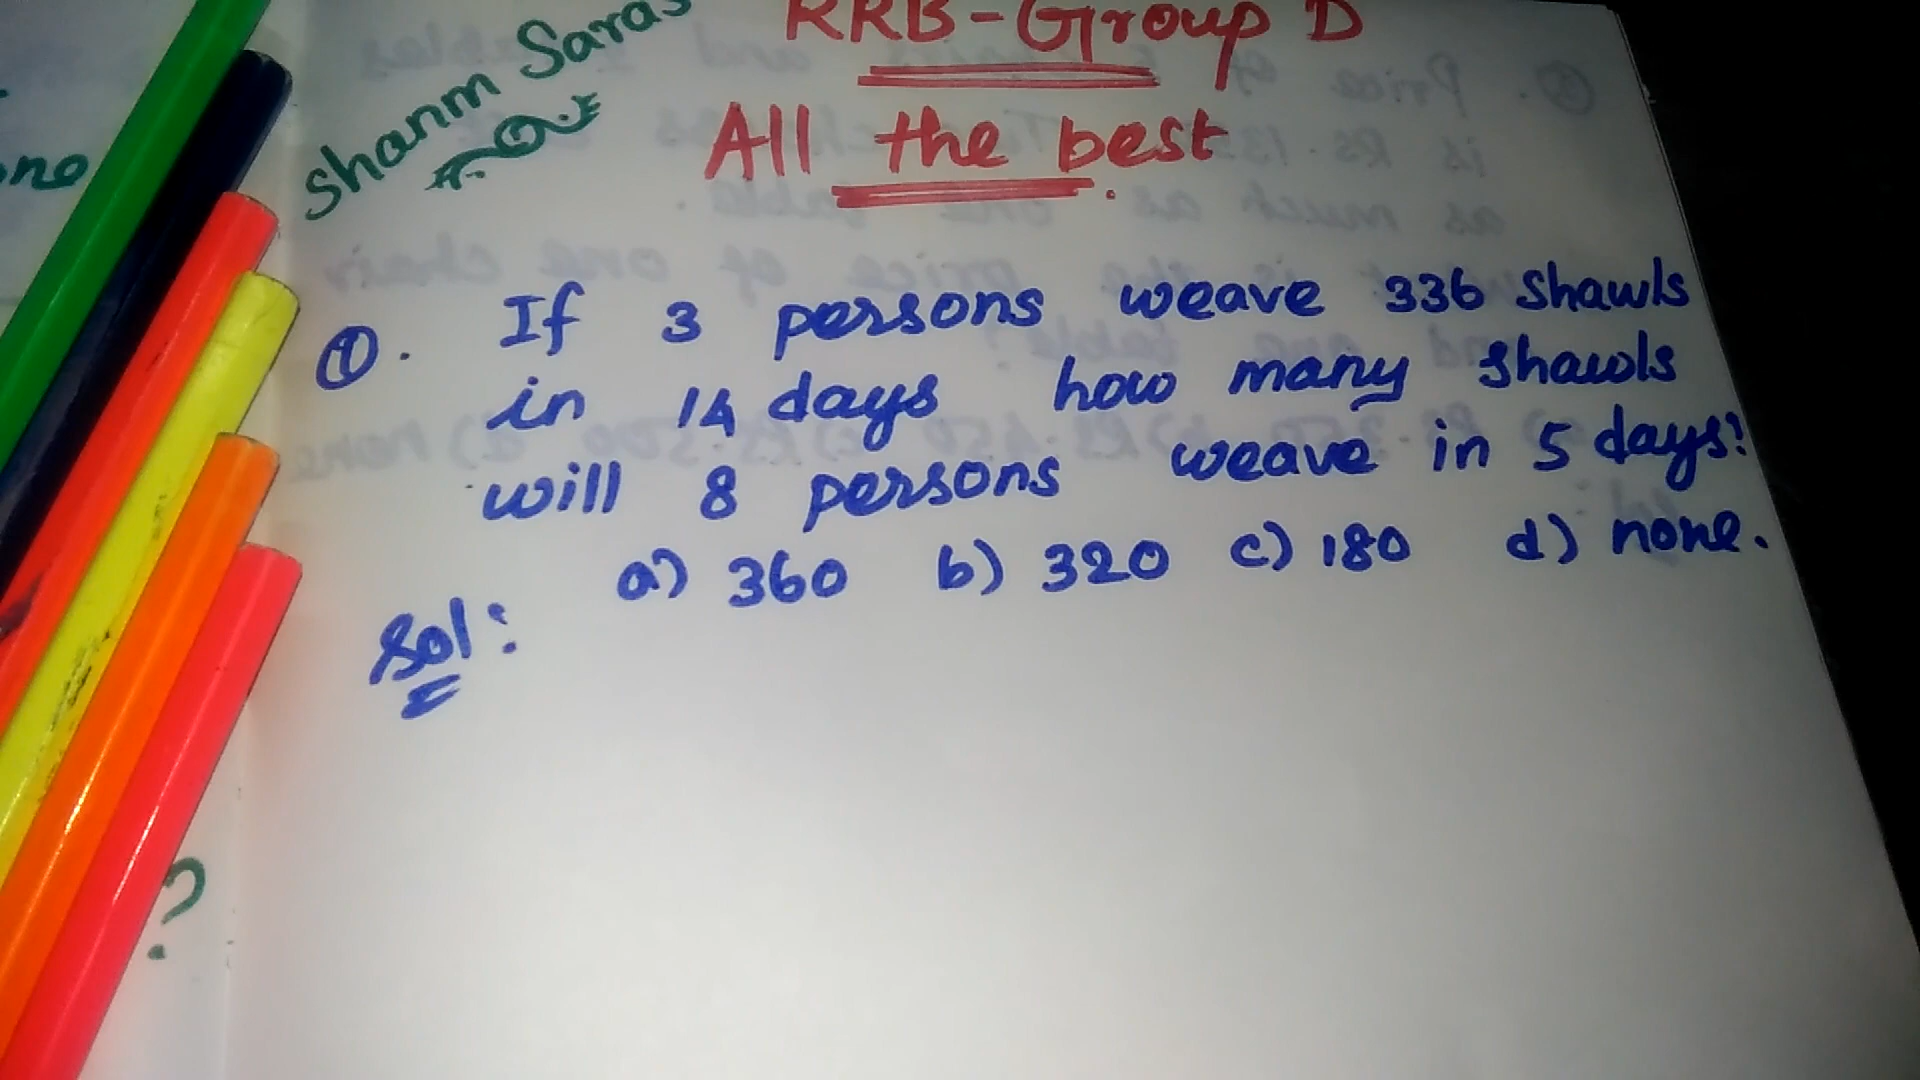 Shanm Saras
RRB-Group D
All the best.
1. If 3 persons weave 336 shawls
in 14 days how many shawls
will 8 persons weave in 5 days?
a) 360 b) 320 c) 180 d) none.
Sol:
?